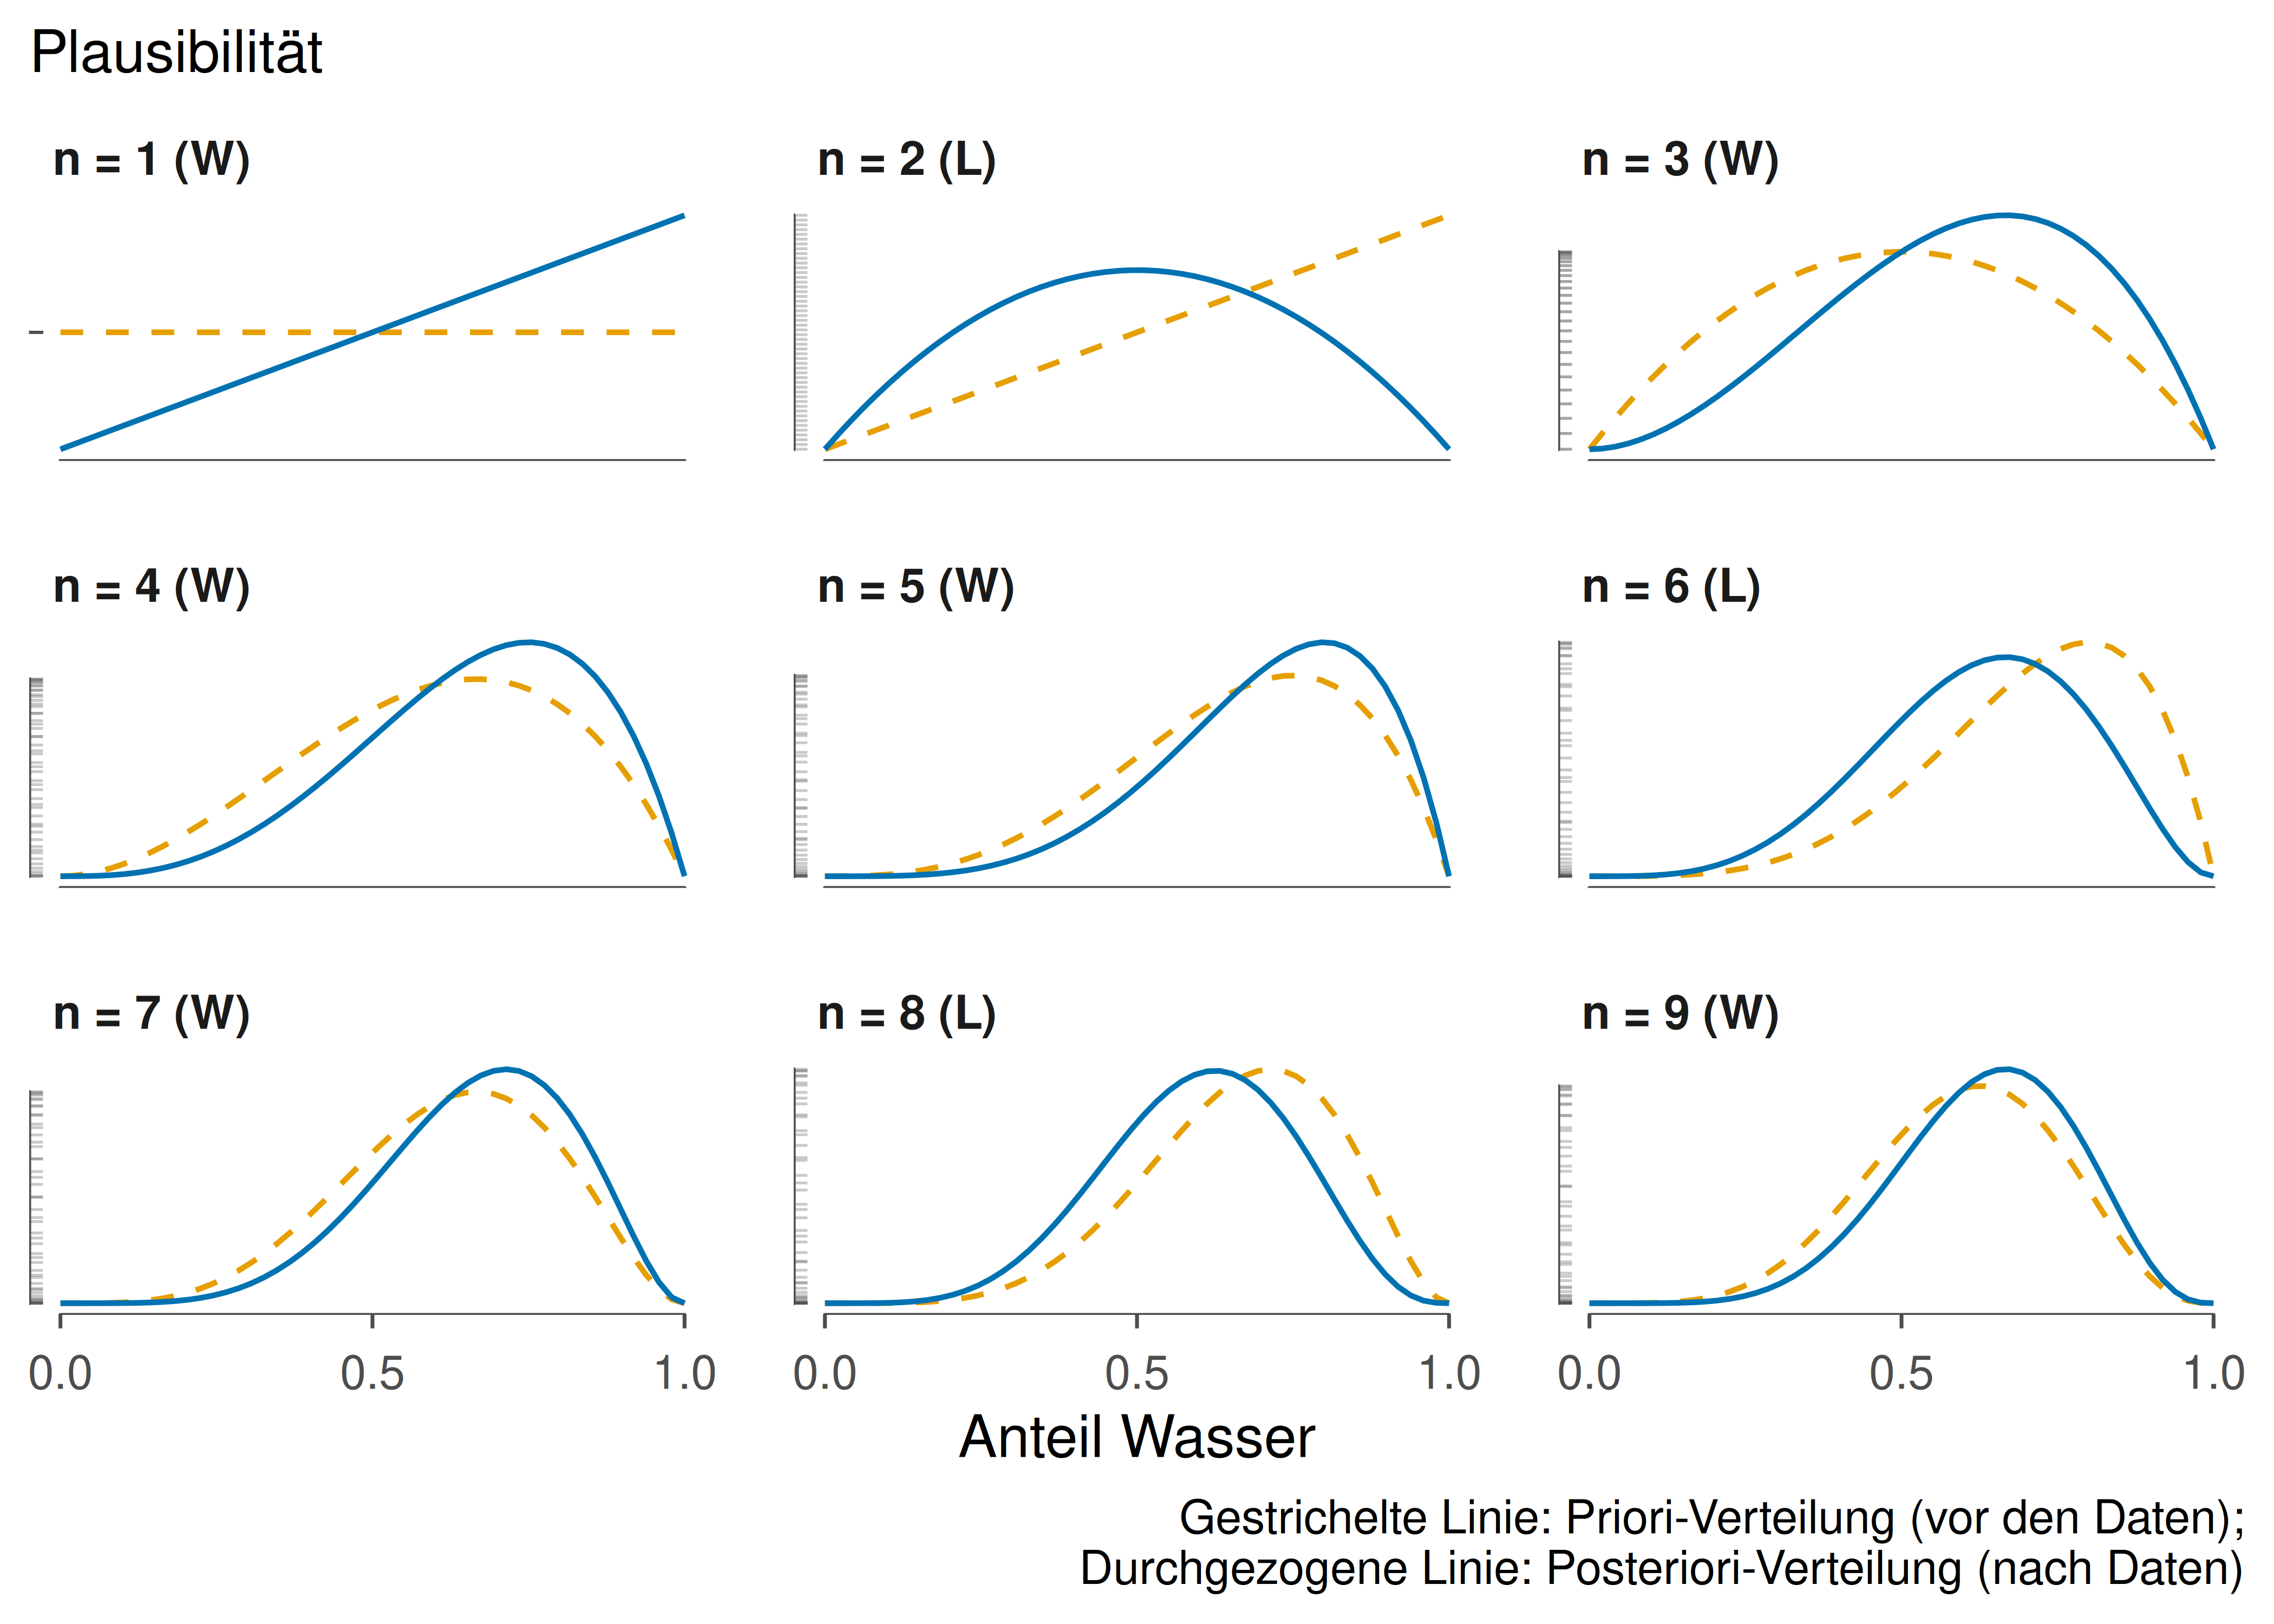 Plausibilität
n = 1 (W)
n = 2 (L)
n = 3 (W)
n = 4 (W)
n = 5 (W)
n = 6 (L)
n = 7 (W)
n = 8 (L)
n = 9 (W)
0.0 0.5 1.0 0.0 0.5 1.0 0.0 0.5 1.0
Anteil Wasser
Gestrichelte Linie: Priori-Verteilung (vor den Daten);
Durchgezogene Linie: Posteriori-Verteilung (nach Daten)